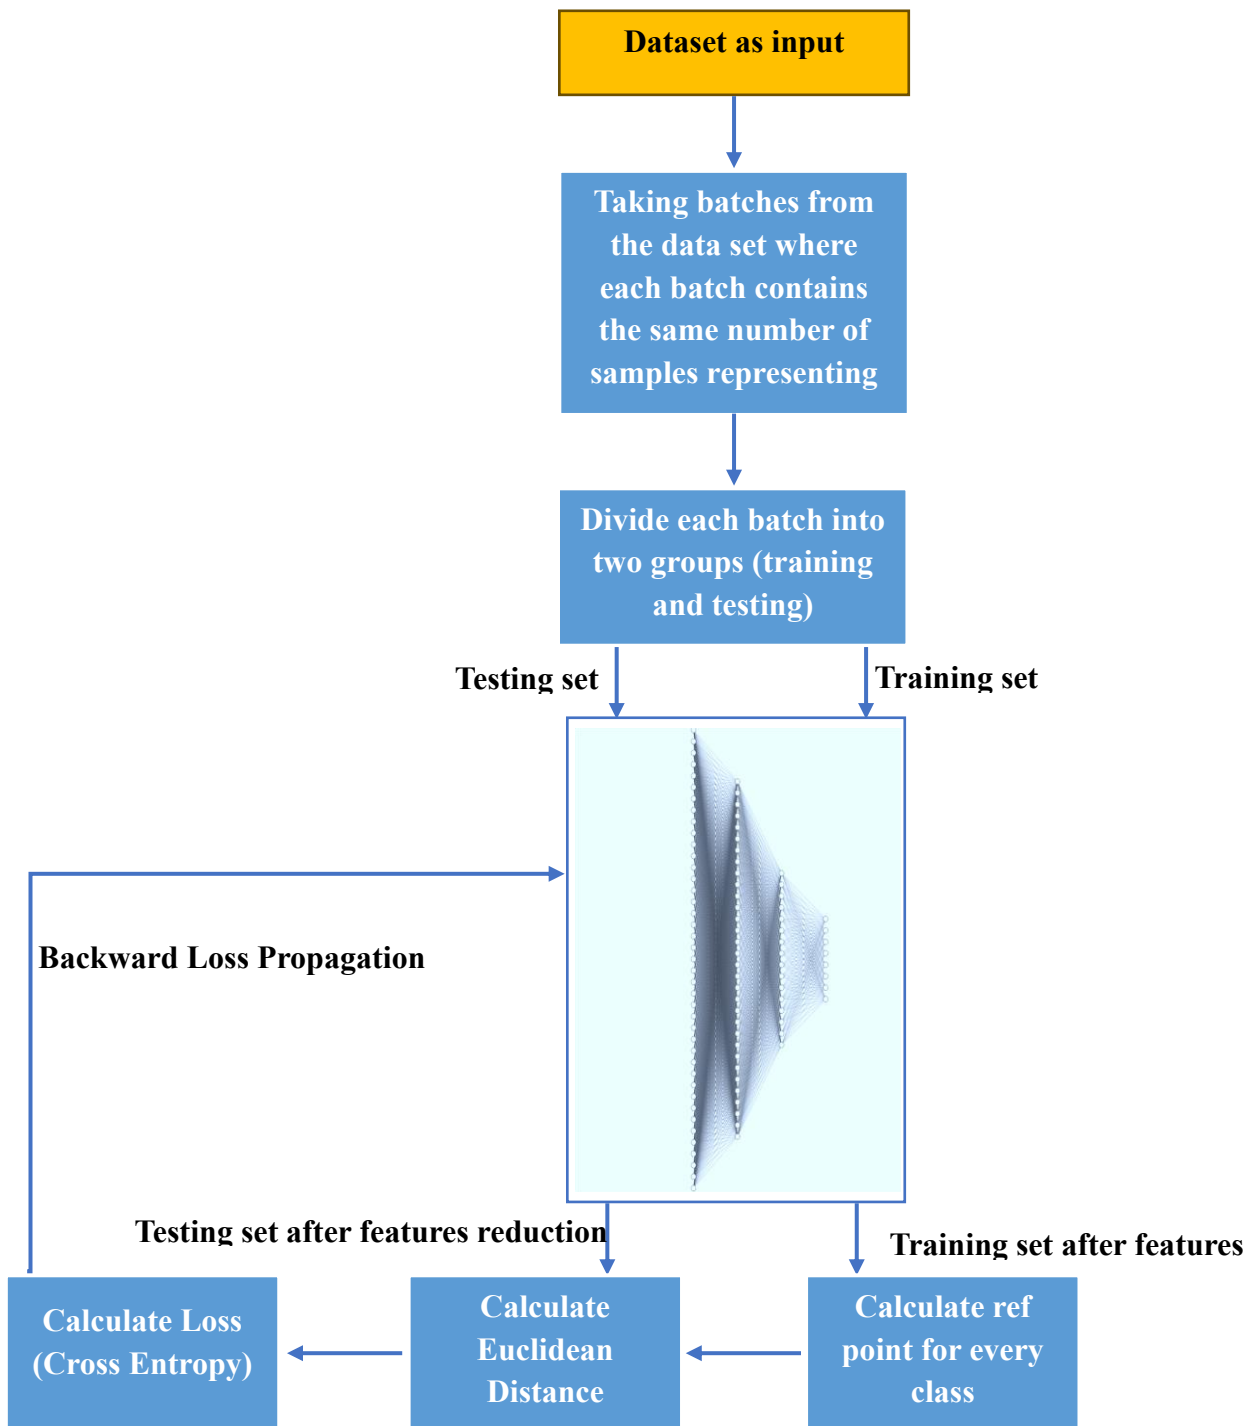 Dataset as input
Taking batches from
the data set where
each batch contains
the same number of
samples representing
Divide each batch into
two groups (training
and testing)
Testing set
Training set
Backward Loss Propagation
Testing set after features reduction
Training set after features
Calculate Loss
(Cross Entropy)
Calculate
Euclidean
Distance
Calculate ref
point for every
class